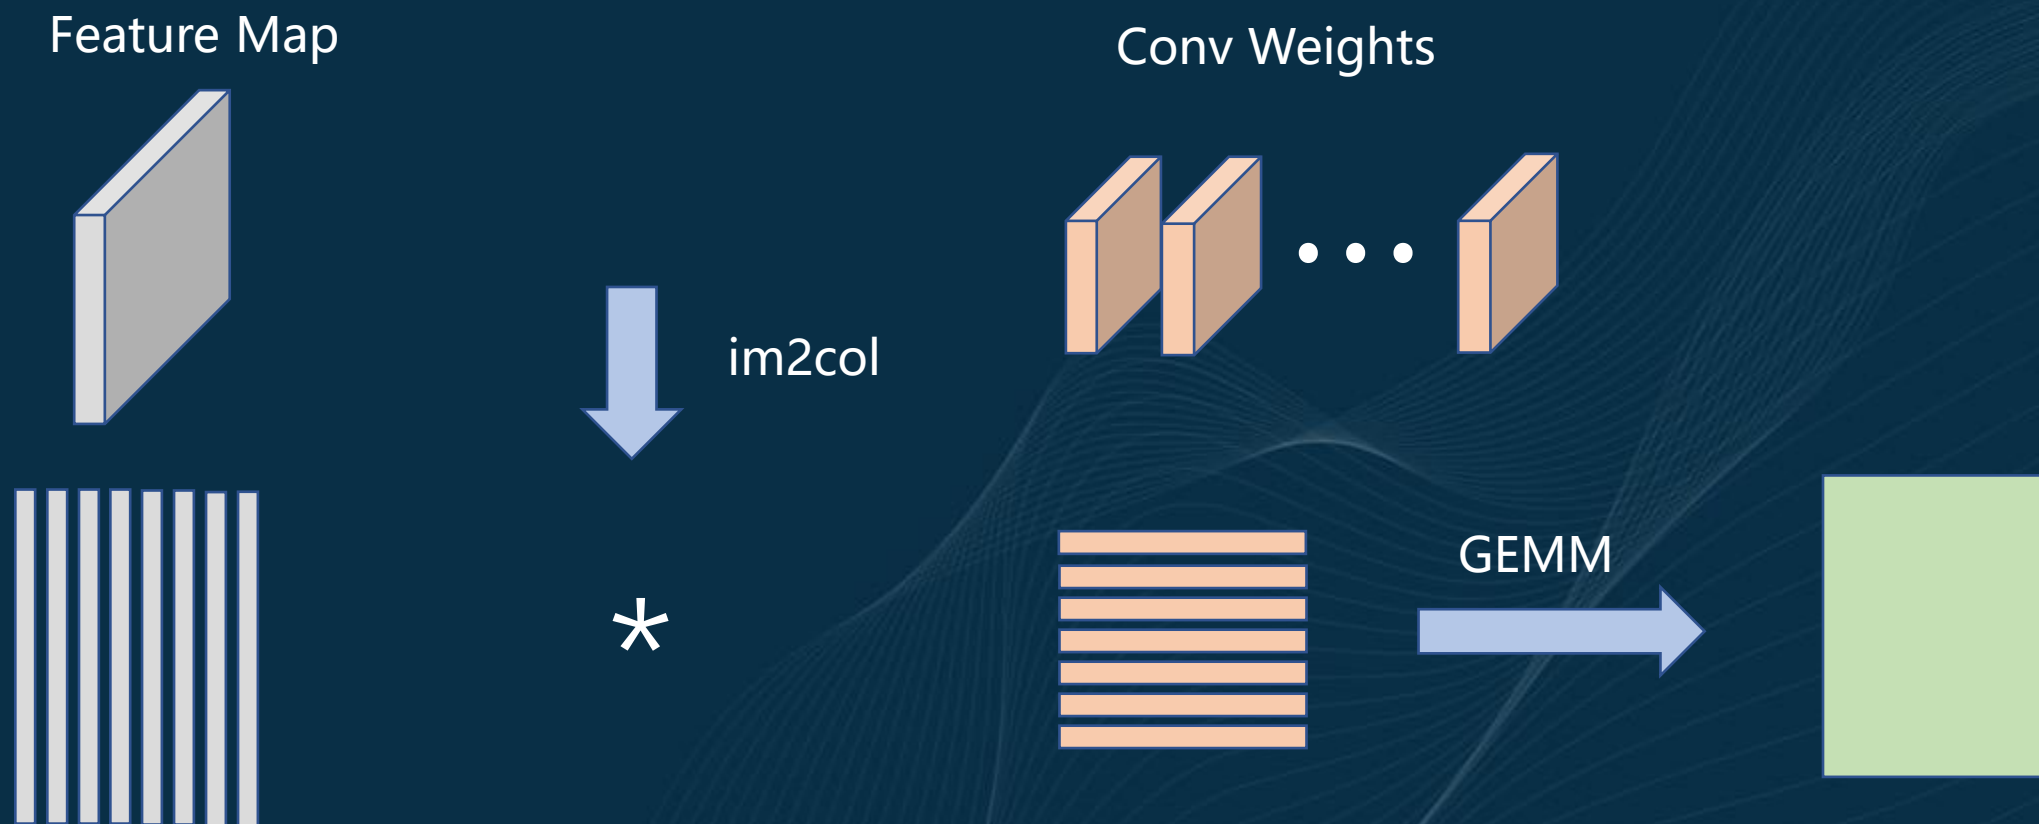 Feature Map
Conv Weights
• • •
im2col
GEMM
*